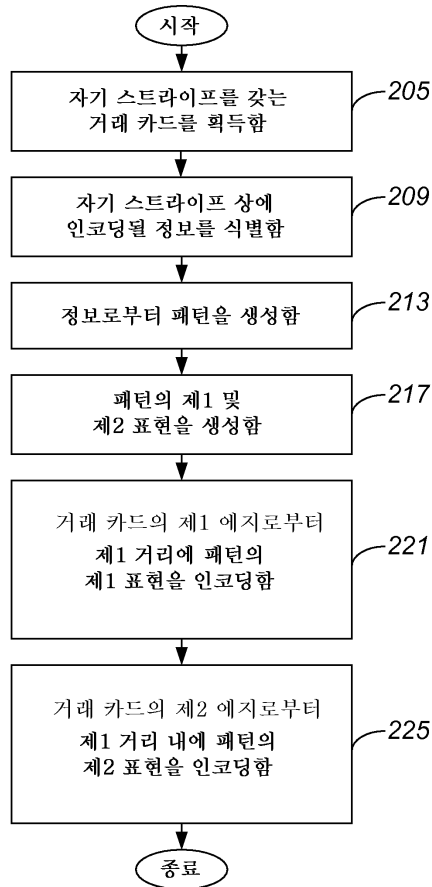 시작
자기 스트라이프를 갖는
거래 카드를 획득함
205
자기 스트라이프 상에
인코딩될 정보를 식별함
209
정보로부터 패턴을 생성함
213
패턴의 제1 및
제2 표현을 생성함
217
거래 카드의 제1 에지로부터
제1 거리에 패턴의
제1 표현을 인코딩함
221
거래 카드의 제2 에지로부터
제1 거리 내에 패턴의
제2 표현을 인코딩함
225
종료